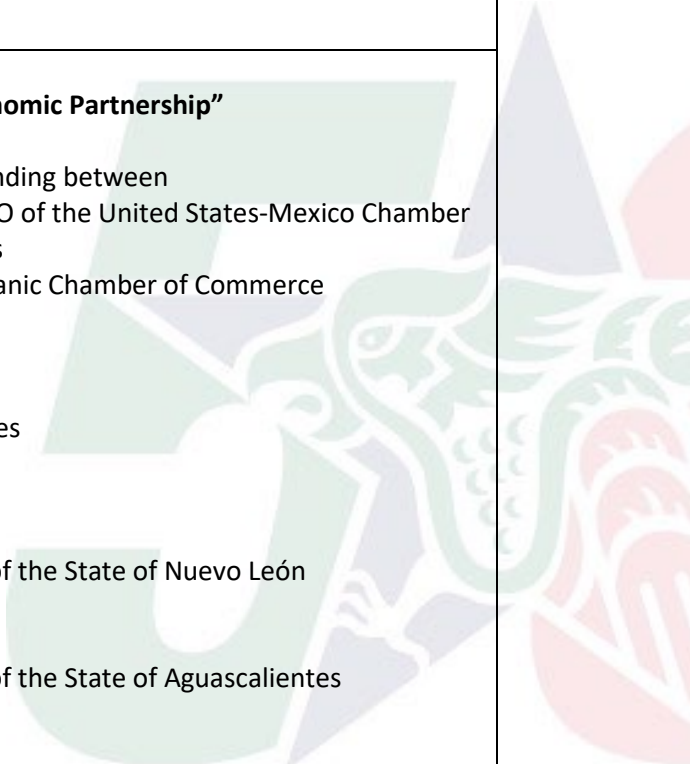 nomic Partnership”
nding between
O of the United States-Mexico Chamber
s
anic Chamber of Commerce
es
of the State of Nuevo León
of the State of Aguascalientes